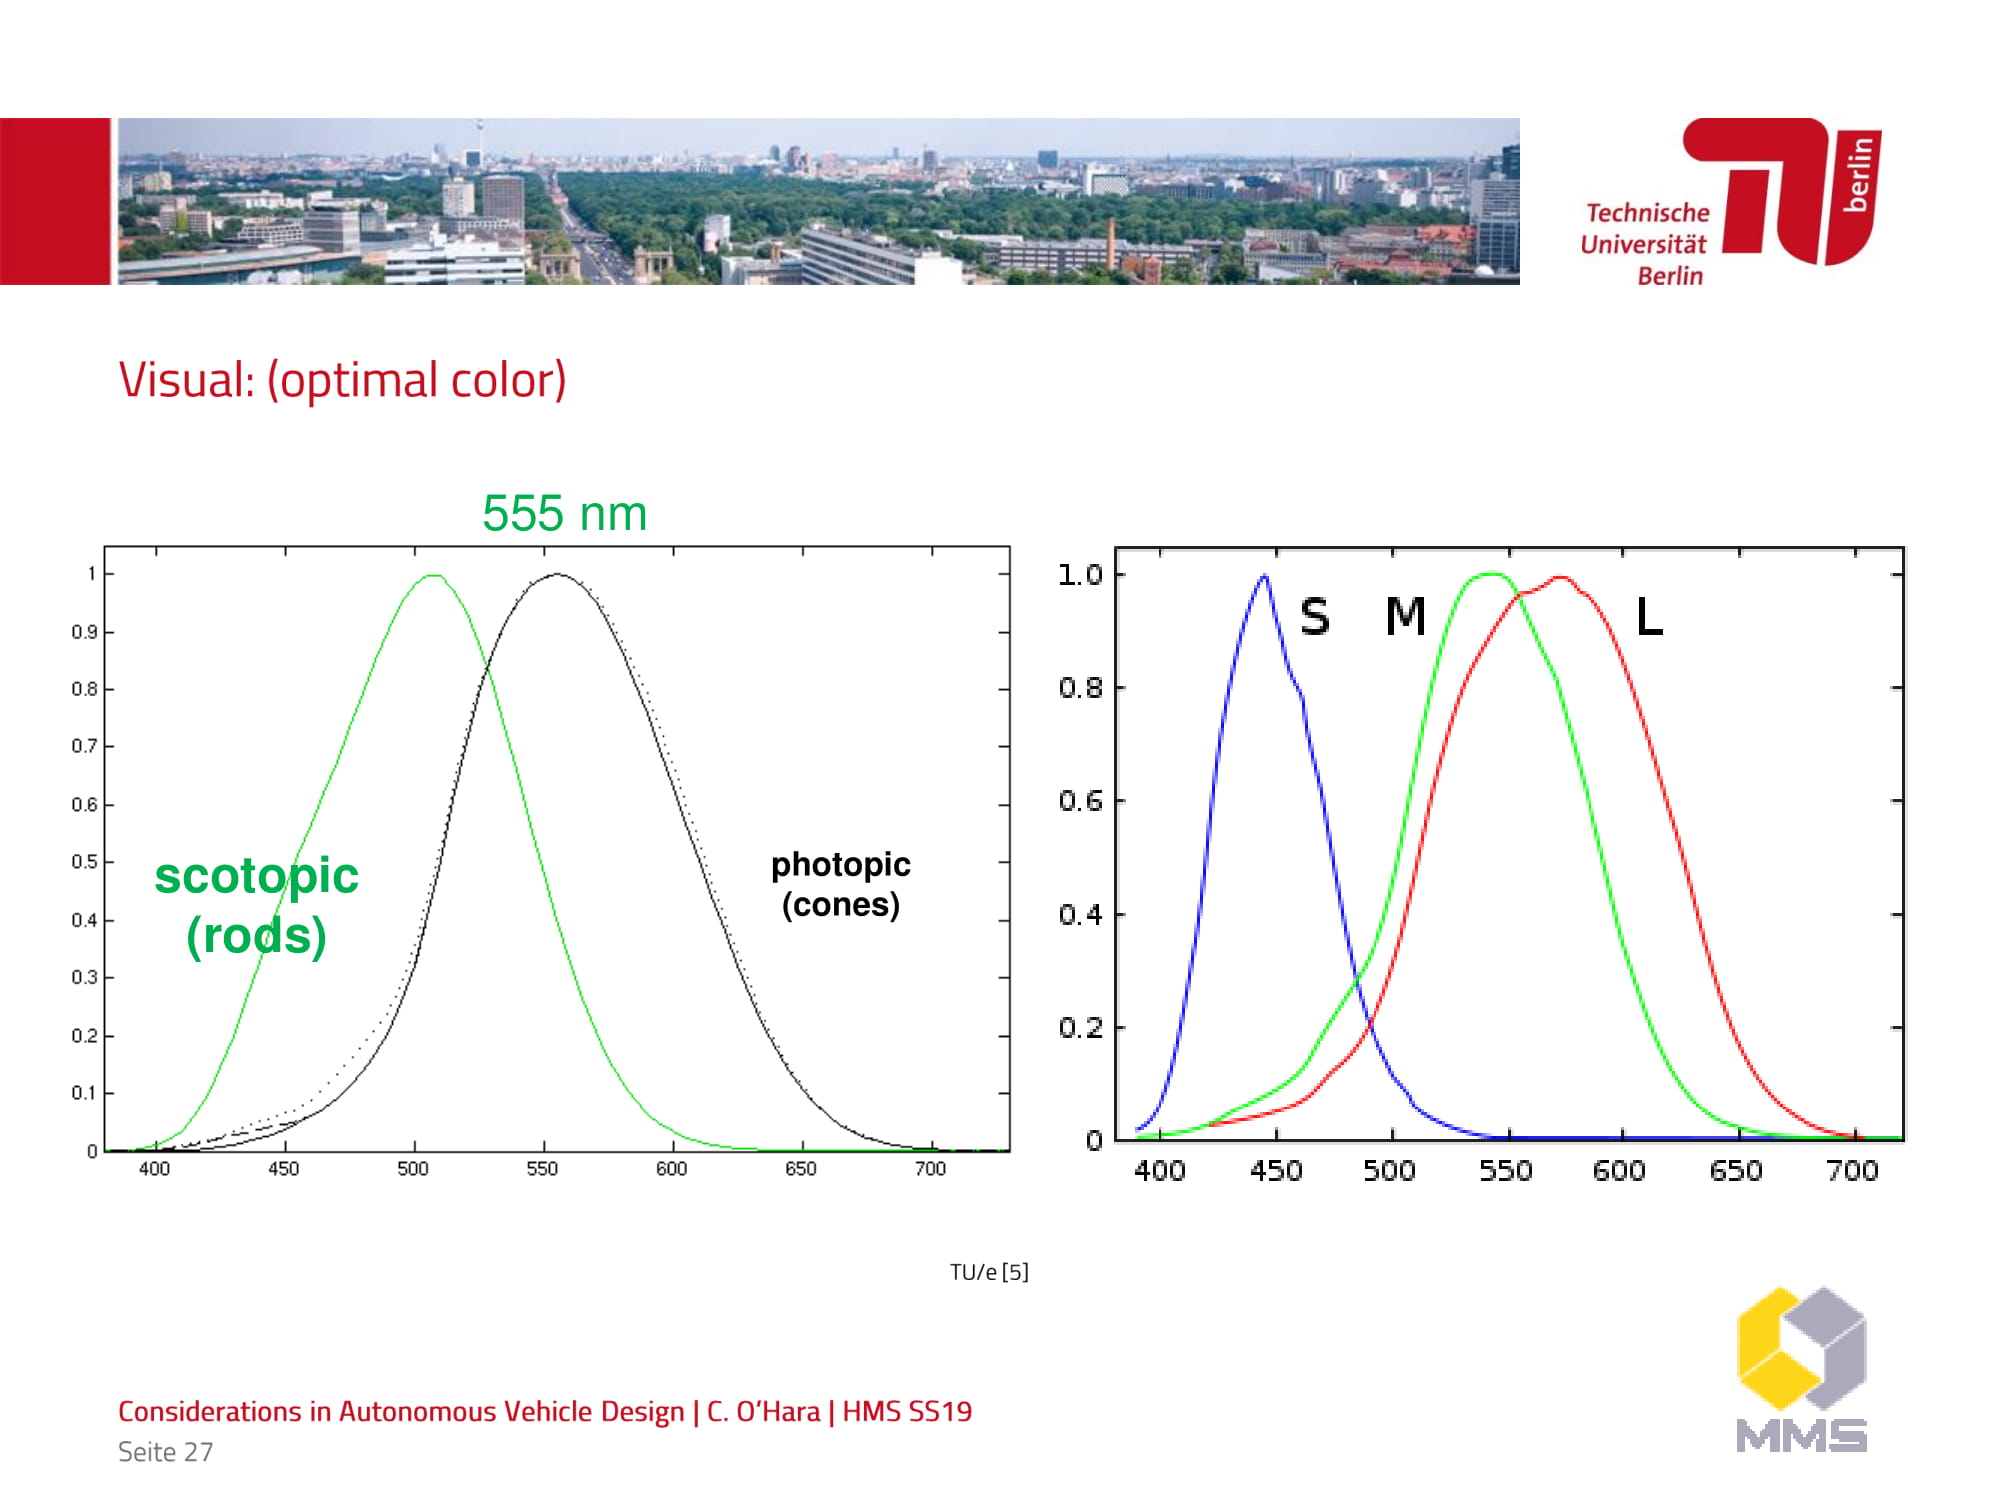 Technische
Universität
Berlin
berlin
Visual: (optimal color)
555 nm
1
0.9
0.8
0.7
0.6
0.5
0.4
0.3
0.2
0.1
0
scotopic
(rods)
photopic
(cones)
400 450 500 550 600 650 700
1.0
0.8
0.6
0.4
0.2
0
S M L
400 450 500 550 600 650 700
TU/e [5]
Considerations in Autonomous Vehicle Design | C. O’Hara | HMS SS19
Seite 27
MMS